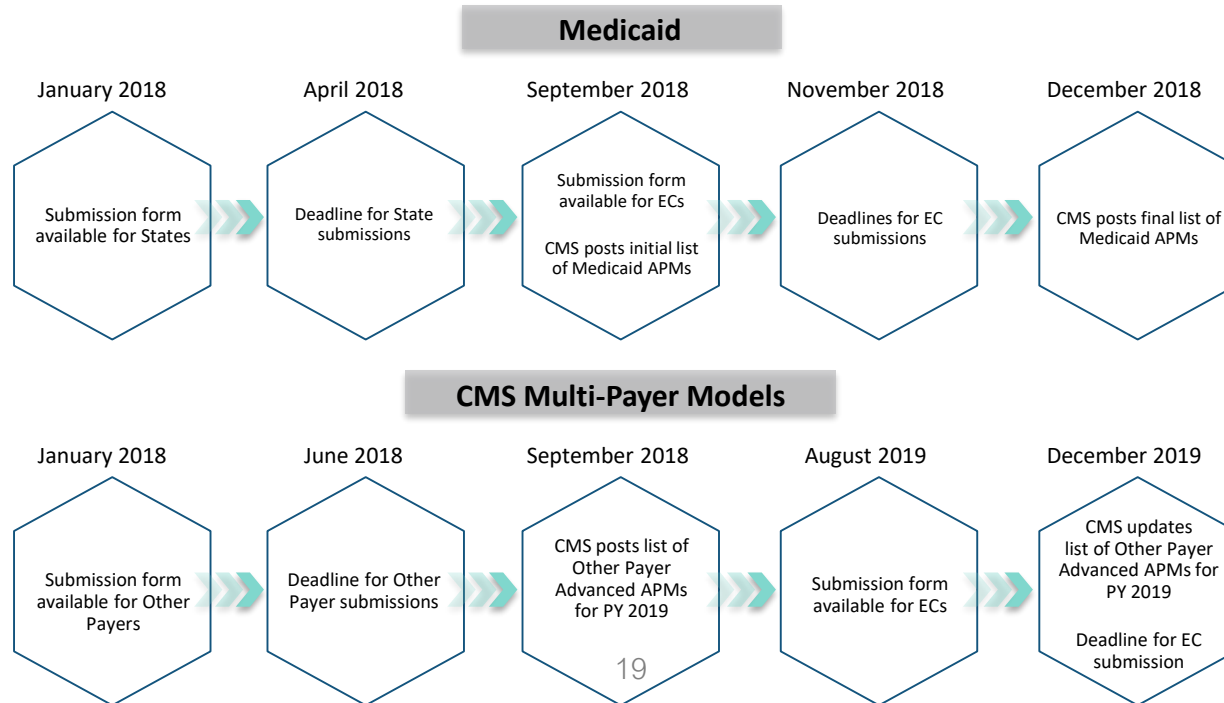 Medicaid
January 2018
April 2018
September 2018
November 2018
December 2018
Submission form
available for States
Deadline for State
submissions
Submission form
available for ECs
CMS posts initial list
of Medicaid APMs
Deadlines for EC
submissions
CMS posts final list of
Medicaid APMs
CMS Multi-Payer Models
January 2018
June 2018
September 2018
August 2019
December 2019
Submission form
available for Other
Payers
Deadline for Other
Payer submissions
CMS posts list of
Other Payer
Advanced APMs
for PY 2019
Submission form
available for ECs
CMS updates
list of Other Payer
Advanced APMs for
PY 2019
Deadline for EC
submission
19